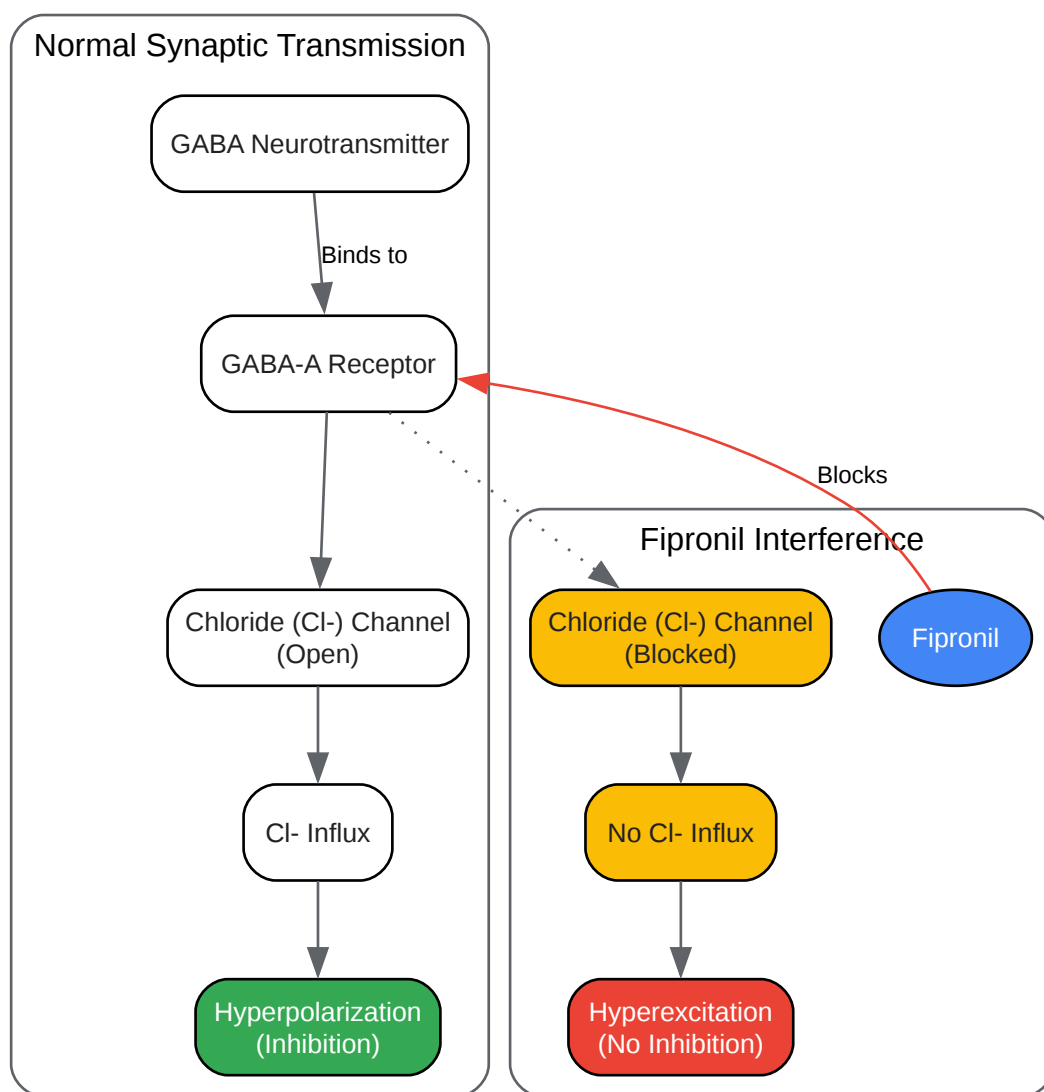 Normal Synaptic Transmission
GABA Neurotransmitter
Binds to
GABA-A Receptor
Blocks
Fipronil Interference
Chloride (Cl-) Channel
(Open)
Chloride (Cl-) Channel
(Blocked)
Fipronil
Cl- Influx
No Cl- Influx
Hyperpolarization
(Inhibition)
Hyperexcitation
(No Inhibition)